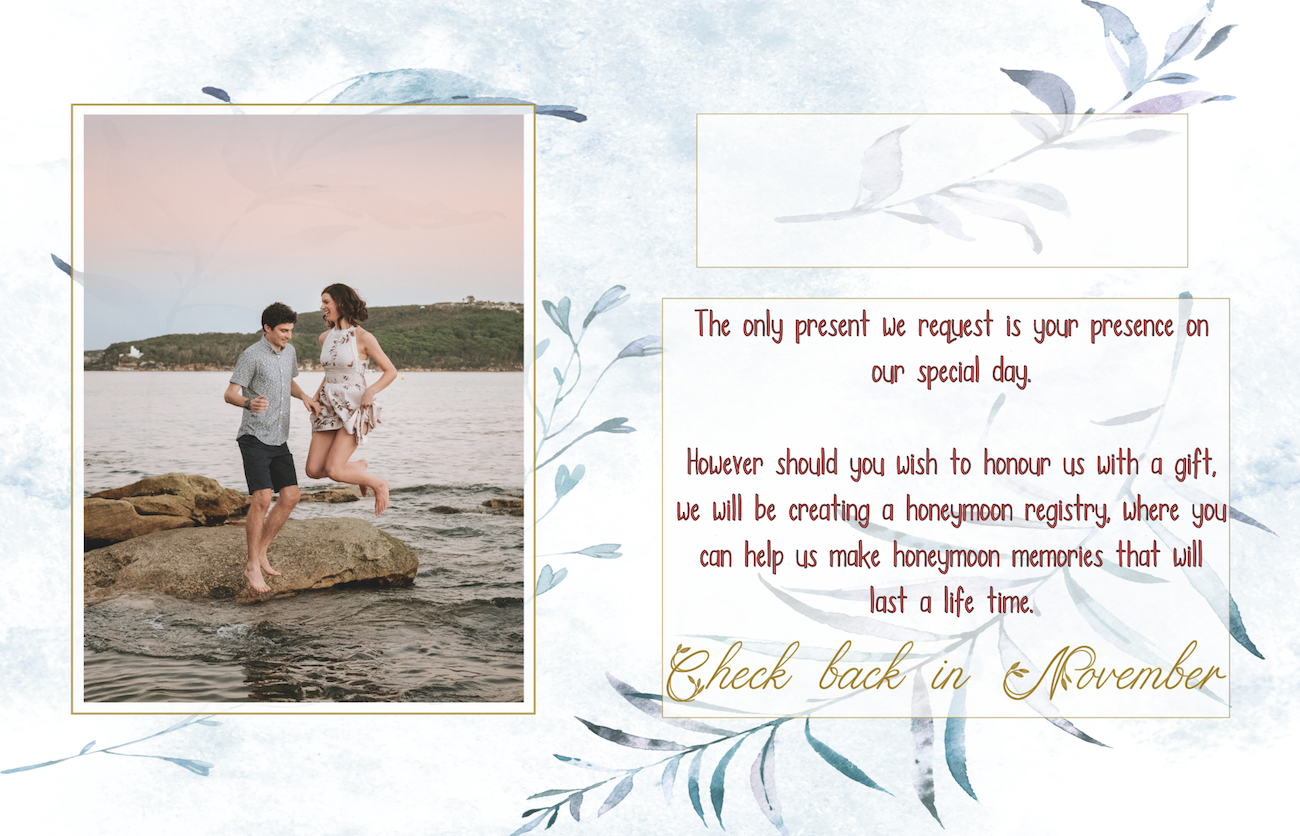 The only present we request is your presence on
our special day.
However should you wish to honour us with a gift,
we will be creating a honeymoon registry, where you
can help us make honeymoon memories that will
last a life time.
Check back in November